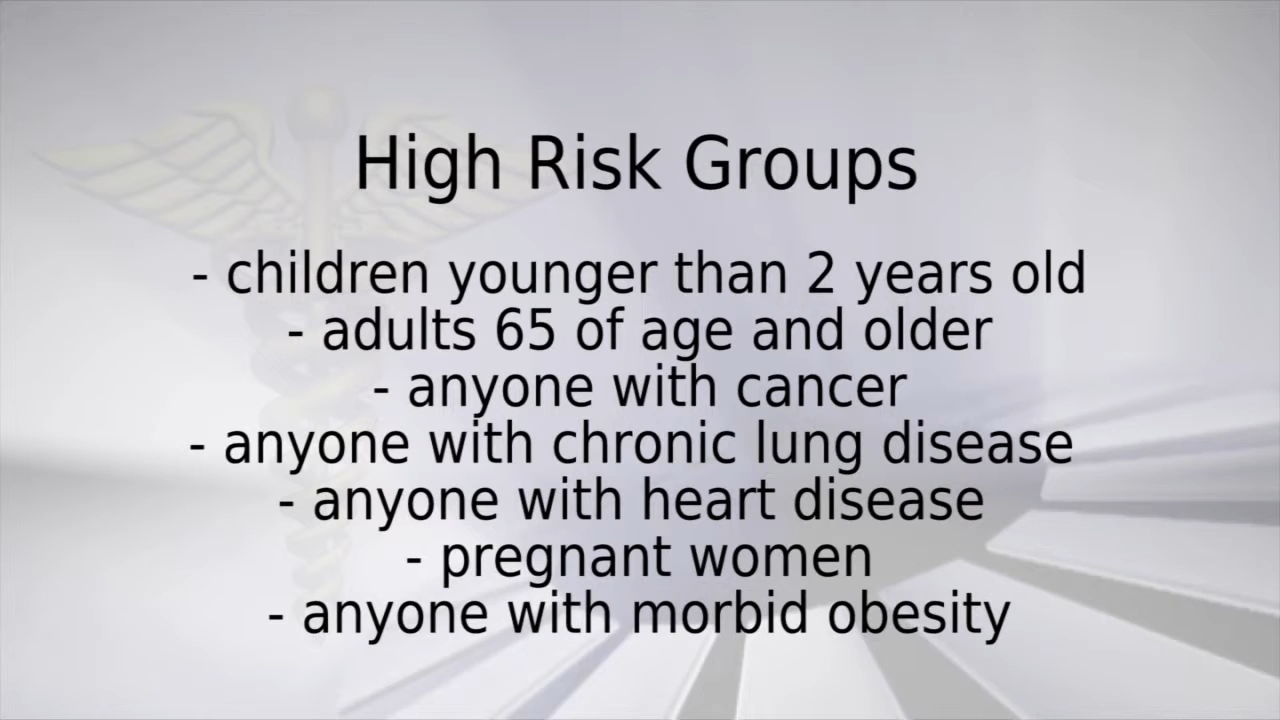 High Risk Groups
- children younger than 2 years old
- adults 65 of age and older
- anyone with cancer
- anyone with chronic lung disease
- anyone with heart disease
- pregnant women
- anyone with morbid obesity